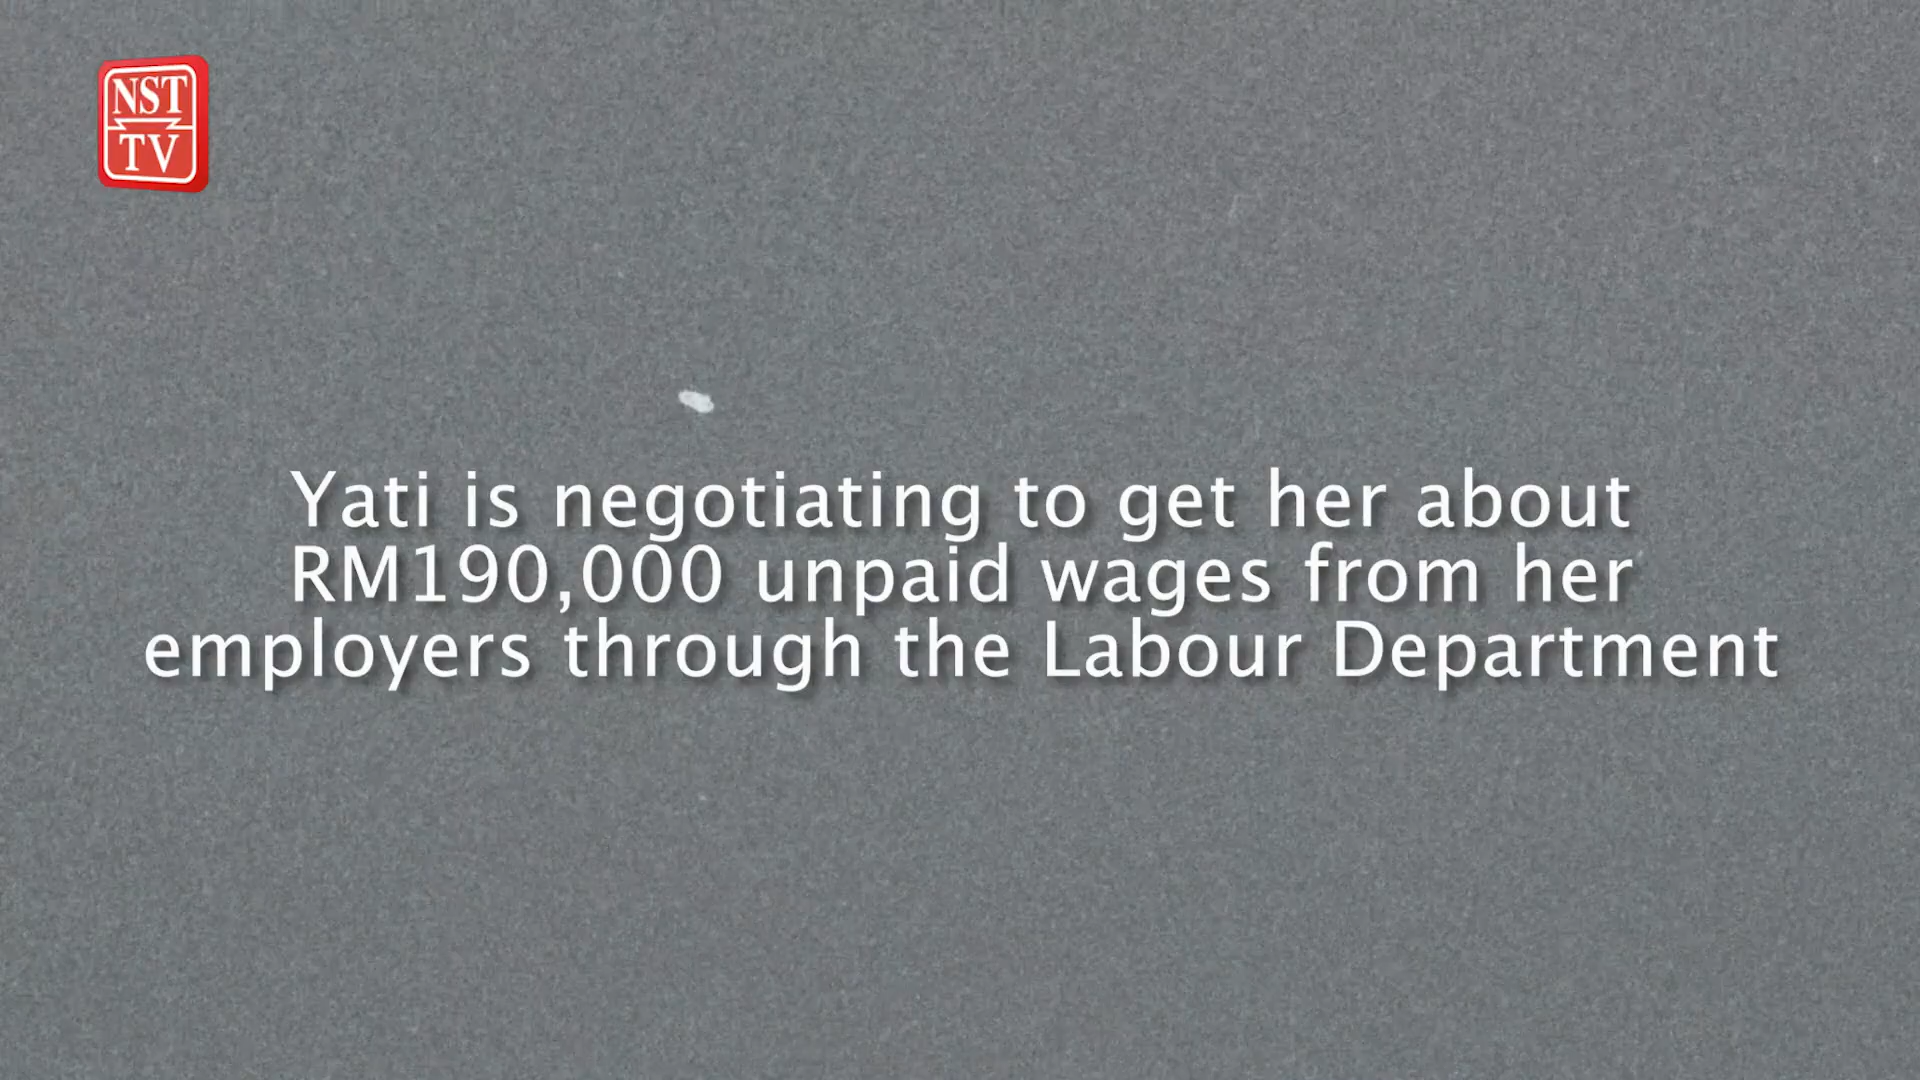 NST
TV
Yati is negotiating to get her about
RM190,000 unpaid wages from her
employers through the Labour Department